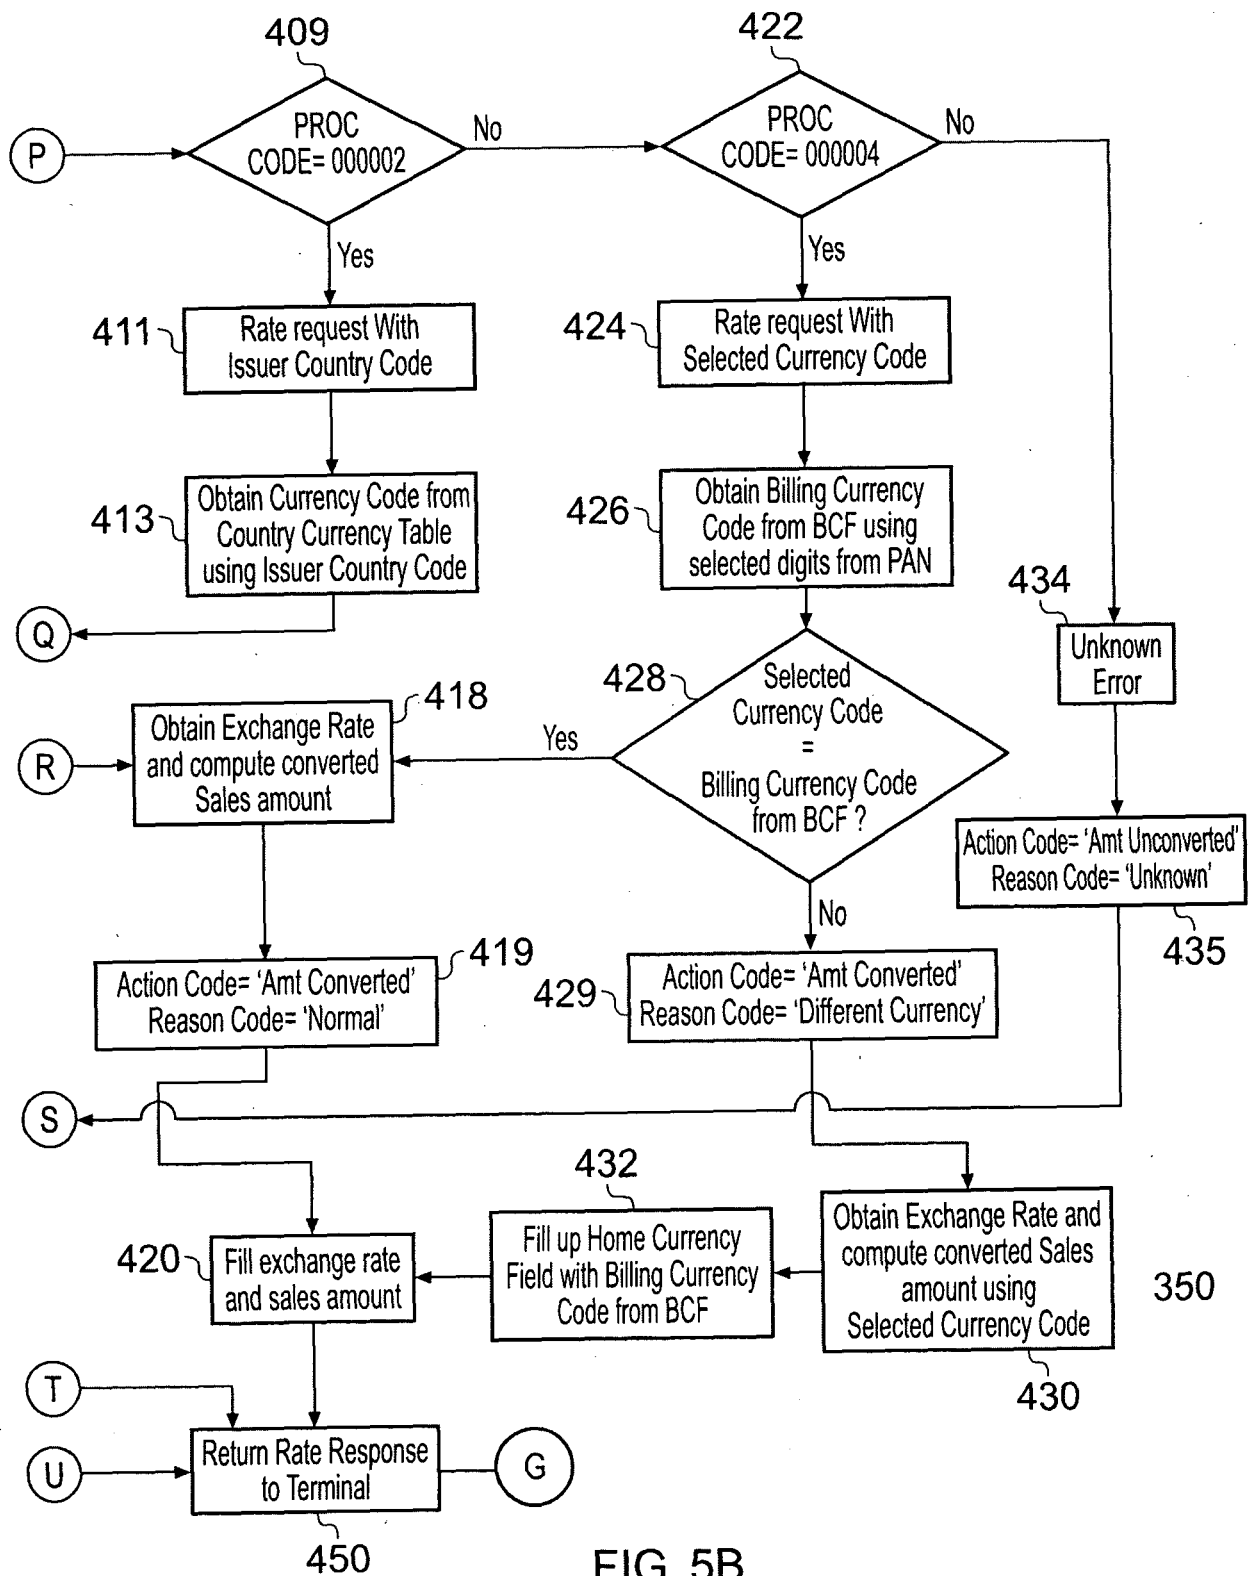 409
422
PROC
CODE= 000002
No
PROC
CODE= 000004
No
P
Yes
Yes
411
Rate request With
Issuer Country Code
424
Rate request With
Selected Currency Code
413
Obtain Currency Code from
Country Currency Table
using Issuer Country Code
426
Obtain Billing Currency
Code from BCF using
selected digits from PAN
434
Unknown
Error
Q
428
Selected
Currency Code
=
Billing Currency Code
from BCF ?
418
Obtain Exchange Rate
and compute converted
Sales amount
Yes
R
Action Code= 'Amt Unconverted'
Reason Code= 'Unknown'
435
No
419
Action Code= 'Amt Converted'
Reason Code= 'Normal'
429
Action Code= 'Amt Converted'
Reason Code= 'Different Currency'
S
432
Fill up Home Currency
Field with Billing Currency
Code from BCF
Obtain Exchange Rate and
compute converted Sales
amount using
Selected Currency Code
430
350
420
Fill exchange rate
and sales amount
T
U
Return Rate Response
to Terminal
G
450
FIG. 5B